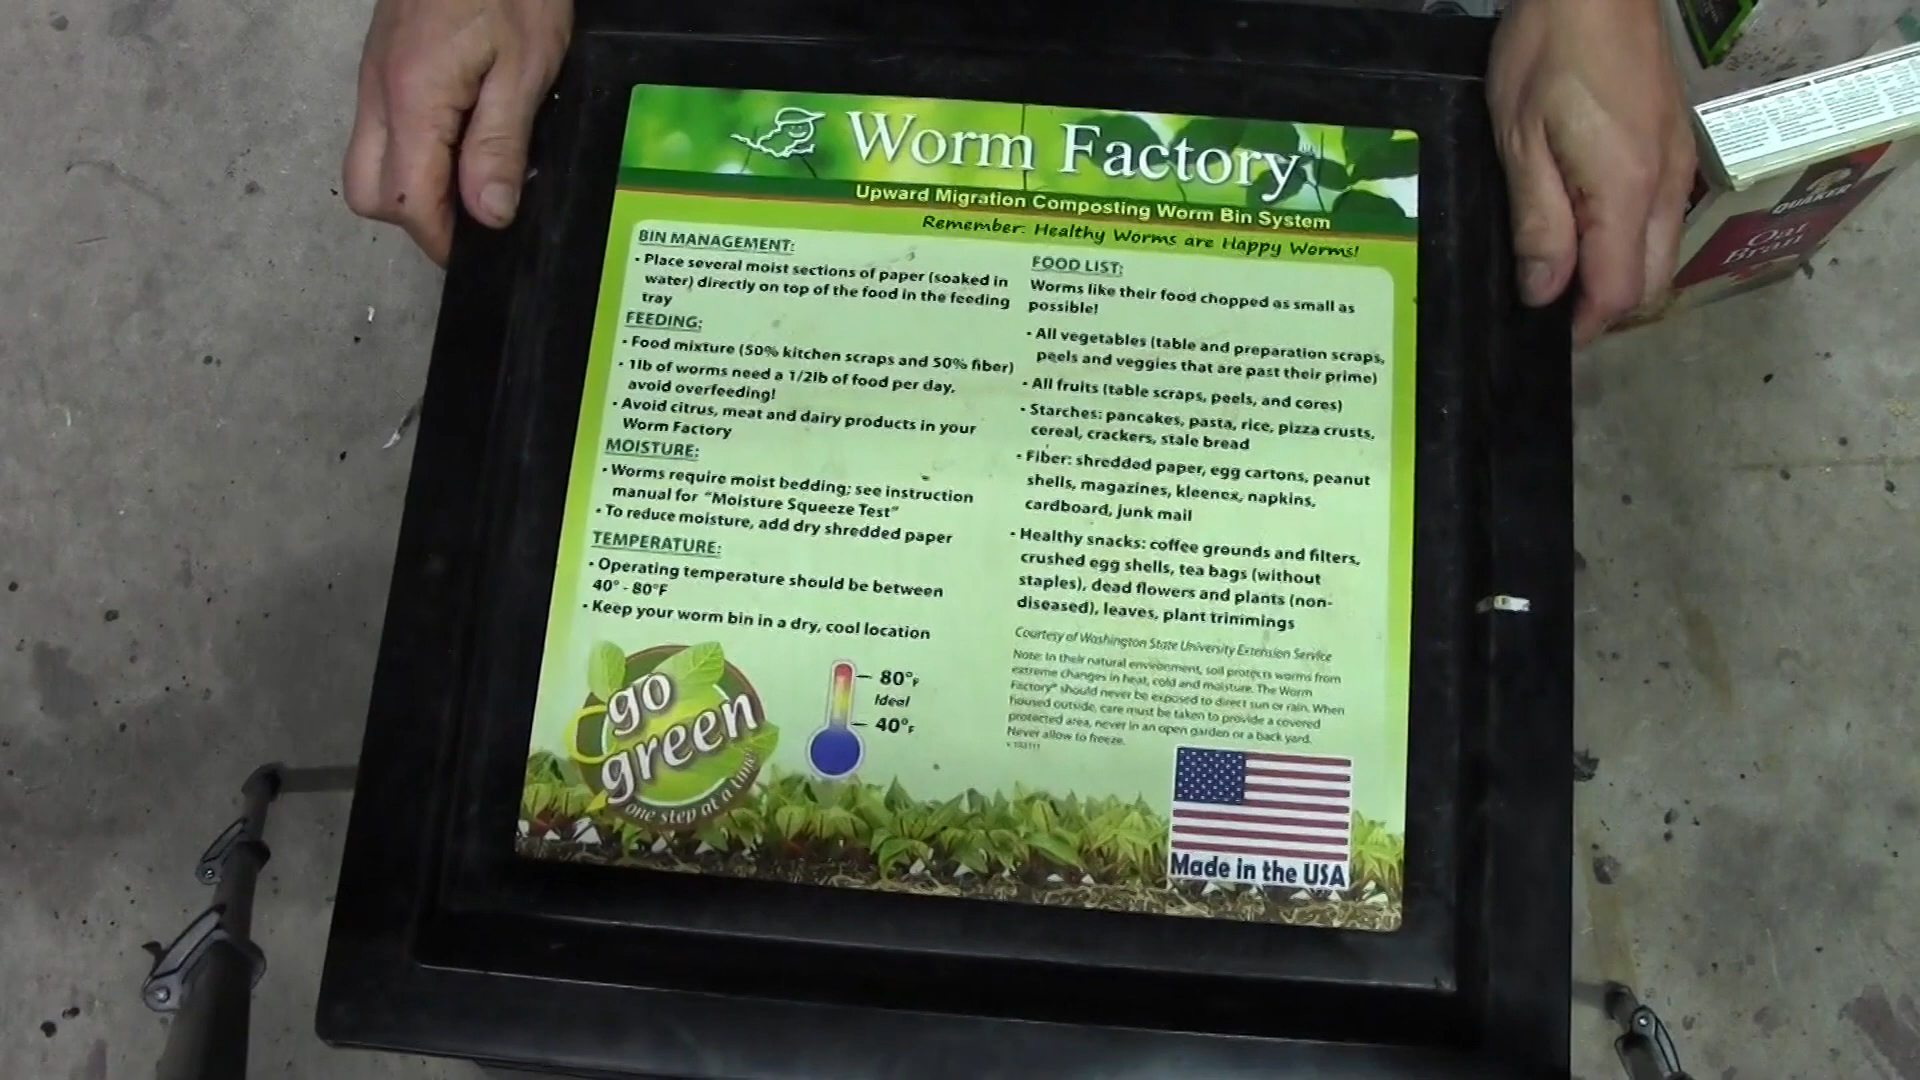 Worm Factory
Upward Migration Composting Worm Bin System
Remember: Healthy Worms are Happy Worms!
BIN MANAGEMENT:
• Place several moist sections of paper (soaked in
water) directly on top of the food in the feeding
tray
FEEDING:
• Food mixture (50% kitchen scraps and 50% fiber)
• 1lb of worms need a 1/2lb of food per day,
avoid overfeeding!
• Avoid citrus, meat and dairy products in your
Worm Factory
MOISTURE:
• Worms require moist bedding; see instruction
manual for "Moisture Squeeze Test"
• To reduce moisture, add dry shredded paper
TEMPERATURE:
• Operating temperature should be between
40° - 80°F
• Keep your worm bin in a dry, cool location
go
green
one step at a time!
80°F
Ideal
40°F
FOOD LIST:
Worms like their food chopped as small as
possible!
• All vegetables (table and preparation scraps,
peels and veggies that are past their prime)
• All fruits (table scraps, peels, and cores)
• Starches: pancakes, pasta, rice, pizza crusts,
cereal, crackers, stale bread
• Fiber: shredded paper, egg cartons, peanut
shells, magazines, kleenex, napkins,
cardboard, junk mail
• Healthy snacks: coffee grounds and filters,
crushed egg shells, tea bags (without
staples), dead flowers and plants (non-
diseased), leaves, plant trimmings
Courtesy of Washington State University Extension Service
Note: In their natural environment, soil protects worms from
extreme changes in heat, cold and moisture. The Worm
Factory® should never be exposed to direct sun or rain. When
housed outside, care must be taken to provide a covered
protected area, never in an open garden or a back yard.
Never allow to freeze.
Made in the USA
QUAKER
Oat
Bran